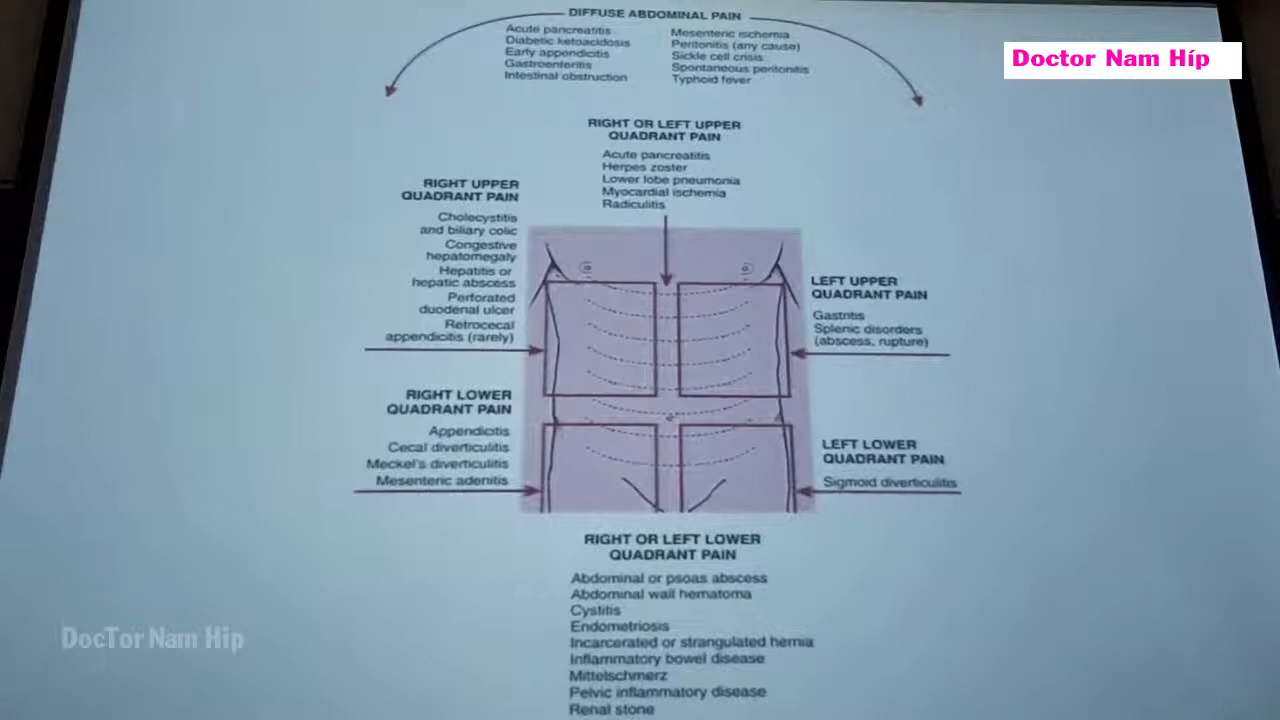 DIFFUSE ABDOMINAL PAIN
Acute pancreatitis
Diabetic ketoacidosis
Early appendicitis
Gastroenteritis
Intestinal obstruction
Mesenteric ischemia
Peritonitis (any cause)
Sickle cell crisis
Spontaneous peritonitis
Typhoid fever
Doctor Nam Híp
RIGHT OR LEFT UPPER
QUADRANT PAIN
Acute pancreatitis
Herpes zoster
Lower lobe pneumonia
Myocardial ischemia
Radiculitis
RIGHT UPPER
QUADRANT PAIN
Cholecystitis
and biliary colic
Congestive
hepatomegaly
Hepatitis or
hepatic abscess
Perforated
duodenal ulcer
Retrocecal
appendicitis (rarely)
LEFT UPPER
QUADRANT PAIN
Gastritis
Splenic disorders
(abscess, rupture)
RIGHT LOWER
QUADRANT PAIN
Appendicitis
Cecal diverticulitis
Meckel's diverticulitis
Mesenteric adenitis
LEFT LOWER
QUADRANT PAIN
Sigmoid diverticulitis
RIGHT OR LEFT LOWER
QUADRANT PAIN
Abdominal or psoas abscess
Abdominal wall hematoma
Cystitis
Endometriosis
Incarcerated or strangulated hernia
Inflammatory bowel disease
Mittelschmerz
Pelvic inflammatory disease
Renal stone
DocTor Nam Hip